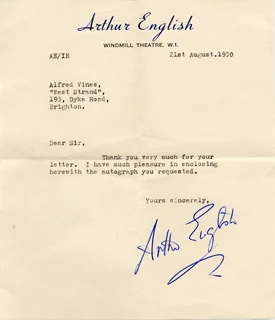 Arthur English
WINDMILL THEATRE, W.1.
AE/IH 21st August.1950
Alfred Vines,
"West Strand",
193, Dyke Road,
Brighton.
Dear Sir,
Thank you very much for your
letter. I have much pleasure in enclosing
herewith the autograph you requested.
Yours sincerely,
Arthur English